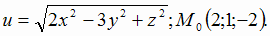 u = √(2x² − 3y² + z²); M₀(2;1;−2).